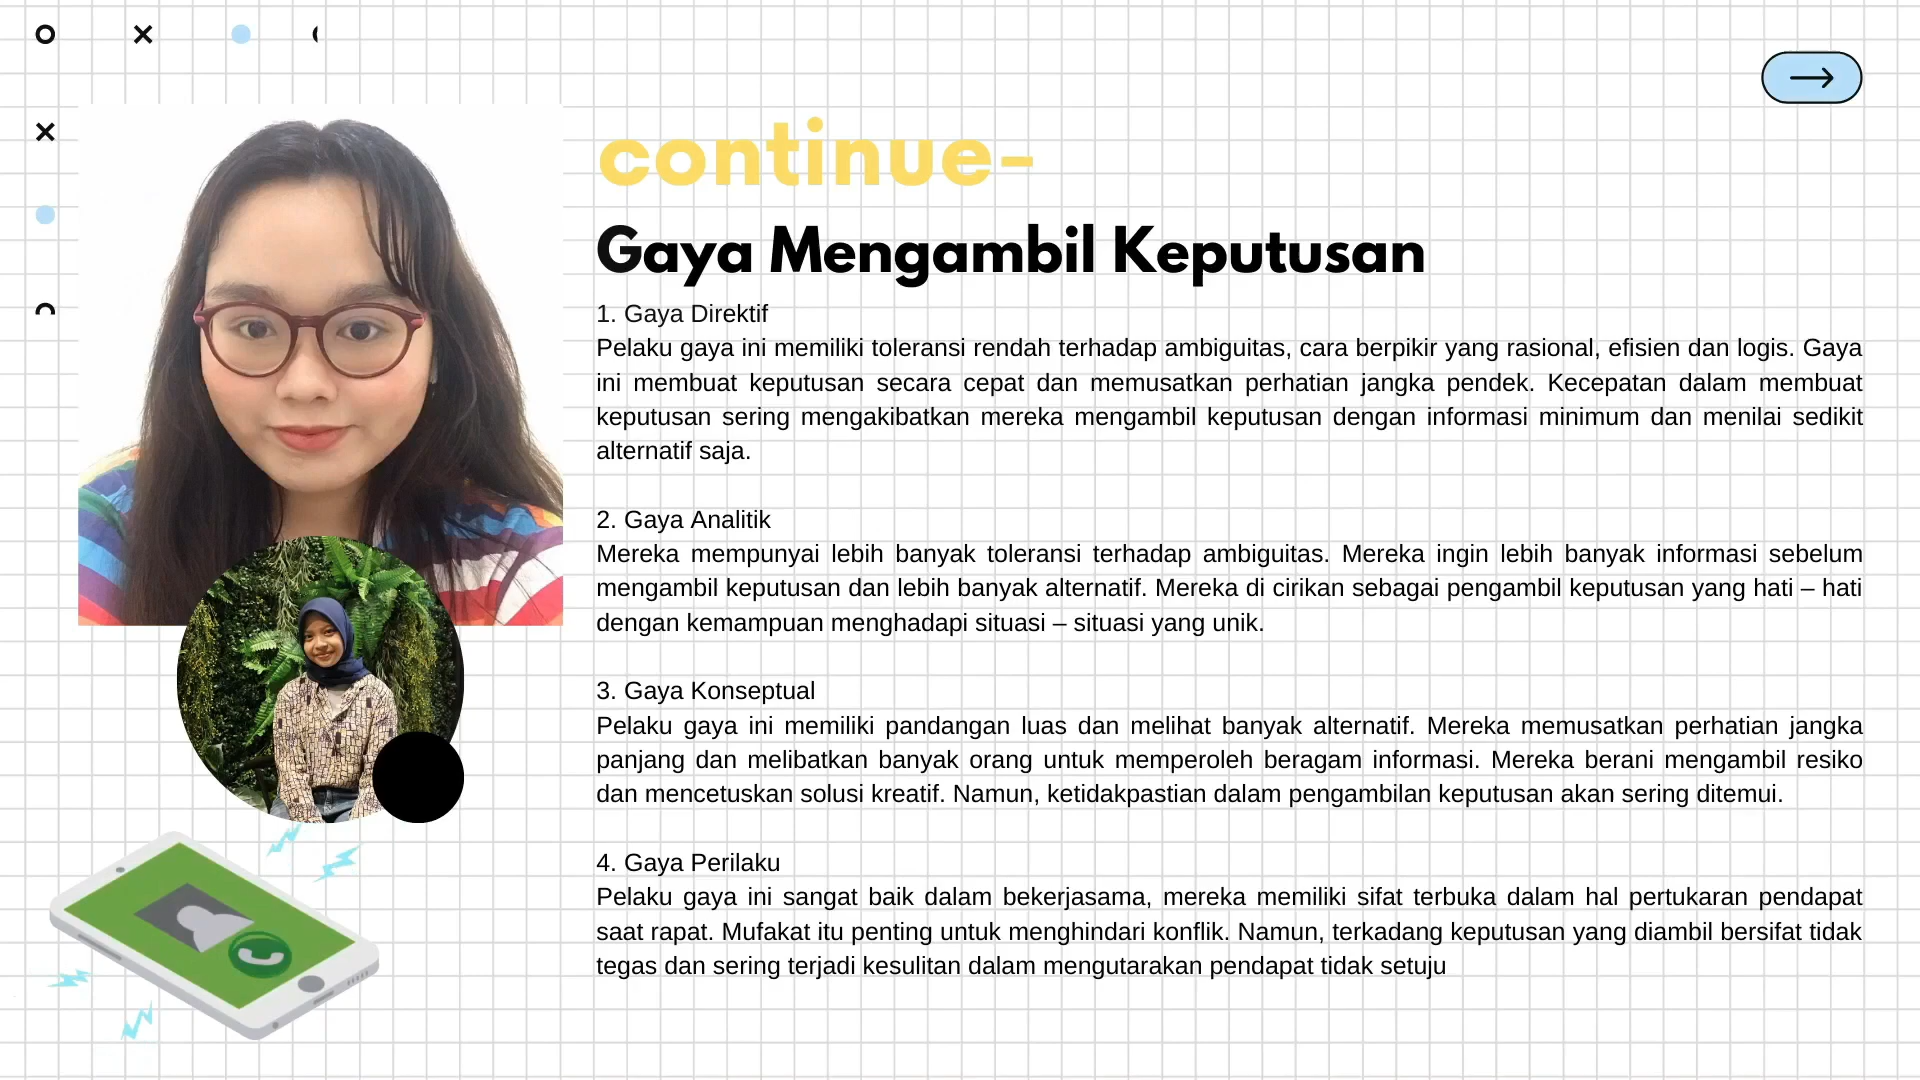 continue-
Gaya Mengambil Keputusan
1. Gaya Direktif
Pelaku gaya ini memiliki toleransi rendah terhadap ambiguitas, cara berpikir yang rasional, efisien dan logis. Gaya
ini membuat keputusan secara cepat dan memusatkan perhatian jangka pendek. Kecepatan dalam membuat
keputusan sering mengakibatkan mereka mengambil keputusan dengan informasi minimum dan menilai sedikit
alternatif saja.
2. Gaya Analitik
Mereka mempunyai lebih banyak toleransi terhadap ambiguitas. Mereka ingin lebih banyak informasi sebelum
mengambil keputusan dan lebih banyak alternatif. Mereka di cirikan sebagai pengambil keputusan yang hati – hati
dengan kemampuan menghadapi situasi – situasi yang unik.
3. Gaya Konseptual
Pelaku gaya ini memiliki pandangan luas dan melihat banyak alternatif. Mereka memusatkan perhatian jangka
panjang dan melibatkan banyak orang untuk memperoleh beragam informasi. Mereka berani mengambil resiko
dan mencetuskan solusi kreatif. Namun, ketidakpastian dalam pengambilan keputusan akan sering ditemui.
4. Gaya Perilaku
Pelaku gaya ini sangat baik dalam bekerjasama, mereka memiliki sifat terbuka dalam hal pertukaran pendapat
saat rapat. Mufakat itu penting untuk menghindari konflik. Namun, terkadang keputusan yang diambil bersifat tidak
tegas dan sering terjadi kesulitan dalam mengutarakan pendapat tidak setuju